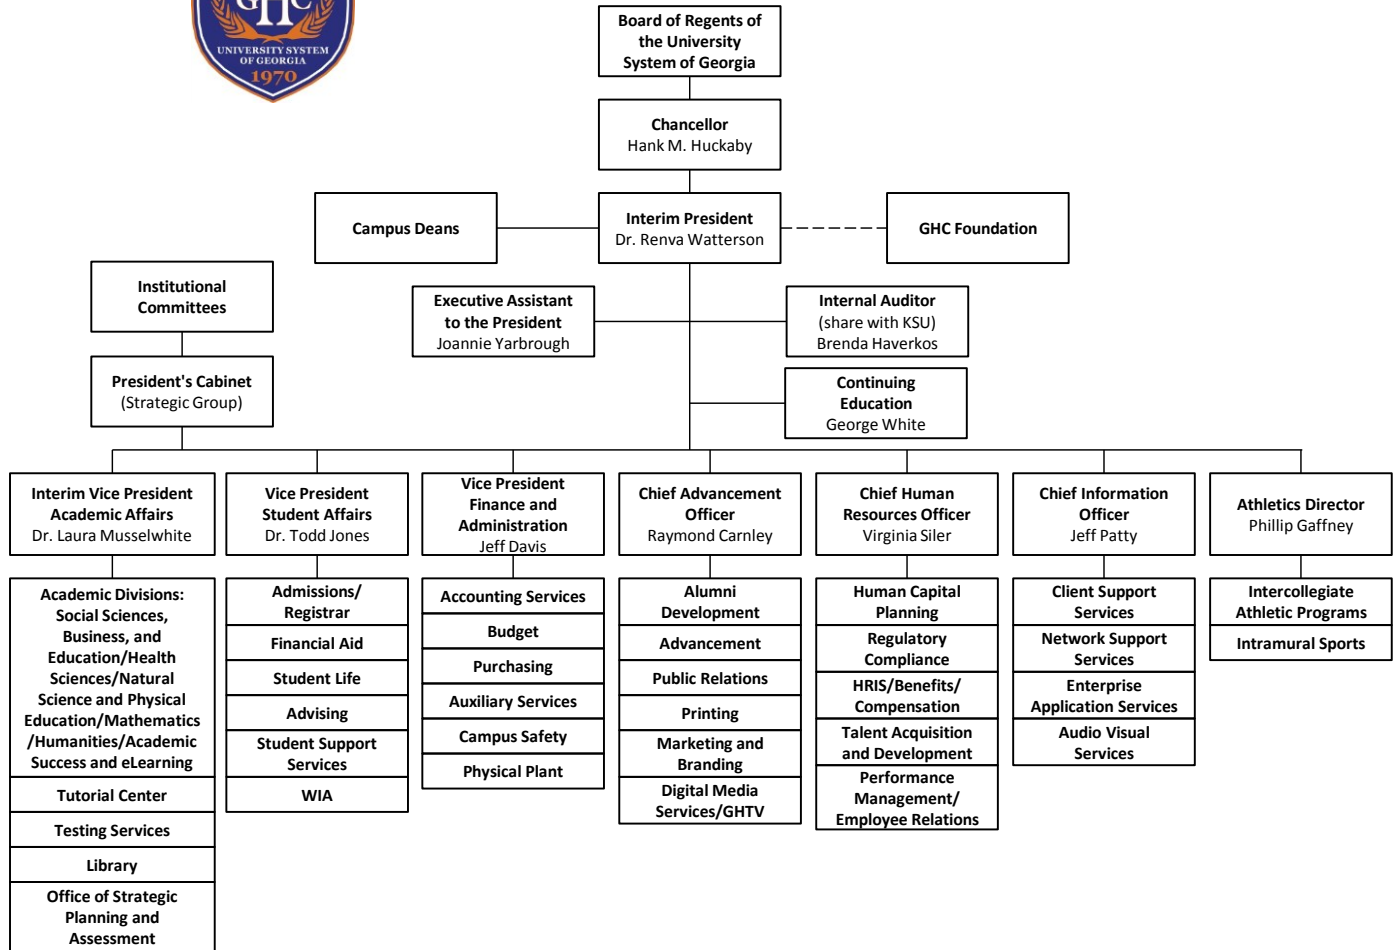 GHC
UNIVERSITY SYSTEM
OF GEORGIA
1970
Board of Regents of
the University
System of Georgia
Chancellor
Hank M. Huckaby
Campus Deans
Interim President
Dr. Renva Watterson
GHC Foundation
Institutional
Committees
Executive Assistant
to the President
Joannie Yarbrough
Internal Auditor
(share with KSU)
Brenda Haverkos
President's Cabinet
(Strategic Group)
Continuing
Education
George White
Interim Vice President
Academic Affairs
Dr. Laura Musselwhite
Vice President
Student Affairs
Dr. Todd Jones
Vice President
Finance and
Administration
Jeff Davis
Chief Advancement
Officer
Raymond Carnley
Chief Human
Resources Officer
Virginia Siler
Chief Information
Officer
Jeff Patty
Athletics Director
Phillip Gaffney
Academic Divisions:
Social Sciences,
Business, and
Education/Health
Sciences/Natural
Science and Physical
Education/Mathematics
/Humanities/Academic
Success and eLearning
Tutorial Center
Testing Services
Library
Office of Strategic
Planning and
Assessment
Admissions/
Registrar
Financial Aid
Student Life
Advising
Student Support
Services
WIA
Accounting Services
Budget
Purchasing
Auxiliary Services
Campus Safety
Physical Plant
Alumni
Development
Advancement
Public Relations
Printing
Marketing and
Branding
Digital Media
Services/GHTV
Human Capital
Planning
Regulatory
Compliance
HRIS/Benefits/
Compensation
Talent Acquisition
and Development
Performance
Management/
Employee Relations
Client Support
Services
Network Support
Services
Enterprise
Application Services
Audio Visual
Services
Intercollegiate
Athletic Programs
Intramural Sports